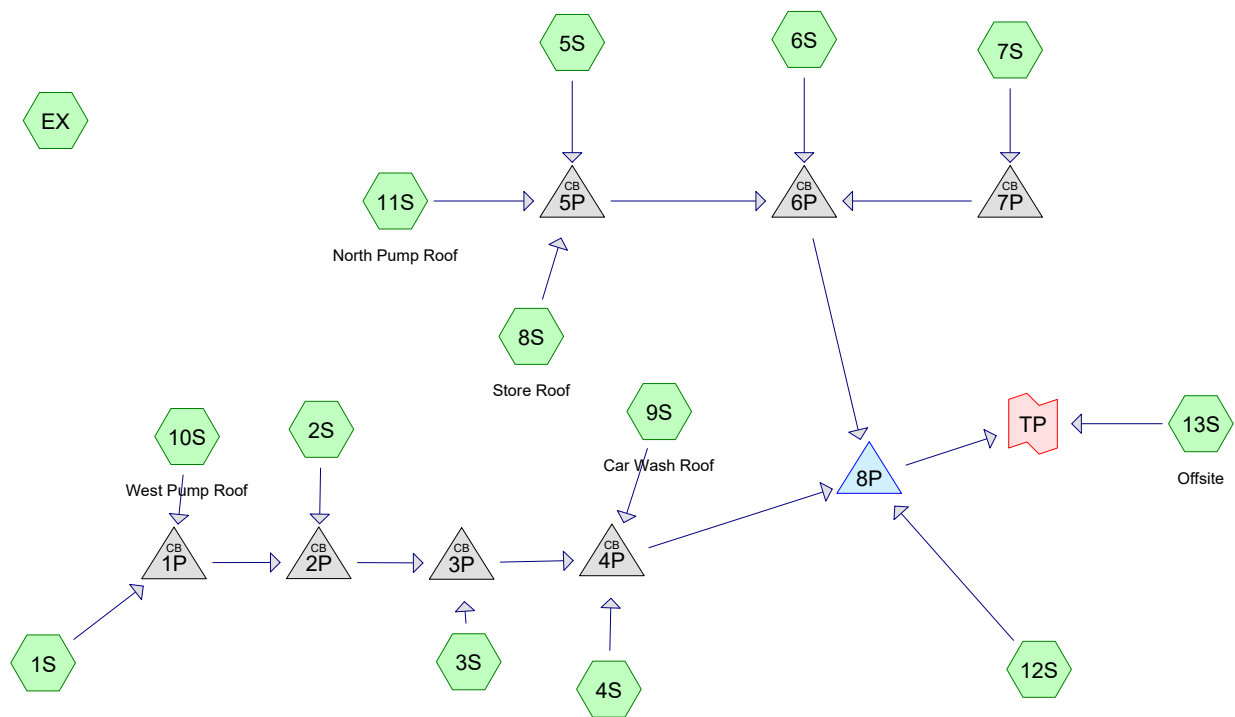 5S
6S
7S
EX
CB
5P
CB
6P
CB
7P
11S
North Pump Roof
8S
Store Roof
9S
Car Wash Roof
10S
West Pump Roof
2S
TP
13S
Offsite
8P
CB
1P
CB
2P
CB
3P
CB
4P
1S
3S
4S
12S